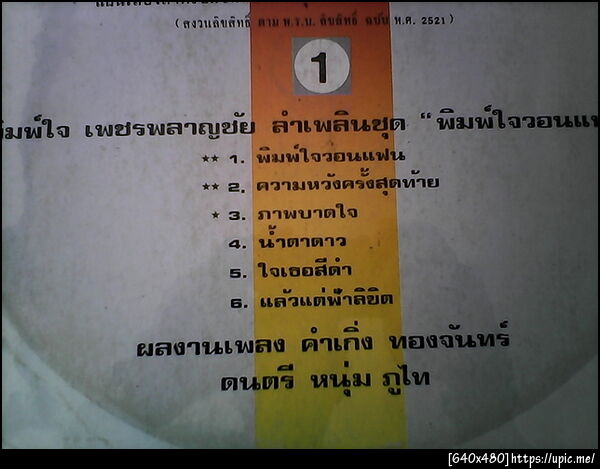 (สงวนลิขสิทธิ์ ตาม พ.ร.บ. ลิขสิทธิ์ ฉบับ พ.ศ. 2521)
1
พิมพ์ใจ เพชรพลาญชัย ลำเพลินชุด "พิมพ์ใจวอนแฟน
★★ 1. พิมพ์ใจวอนแฟน
★★ 2. ความหวังครั้งสุดท้าย
★ 3. ภาพบาดใจ
4. น้ำตาดาว
5. ใจเธอสีดำ
6. แล้วแต่ฟ้าลิขิต
ผลงานเพลง คำเกิ่ง ทองจันทร์
ดนตรี หนุ่ม ภูไท
[640x480]https://upic.me/